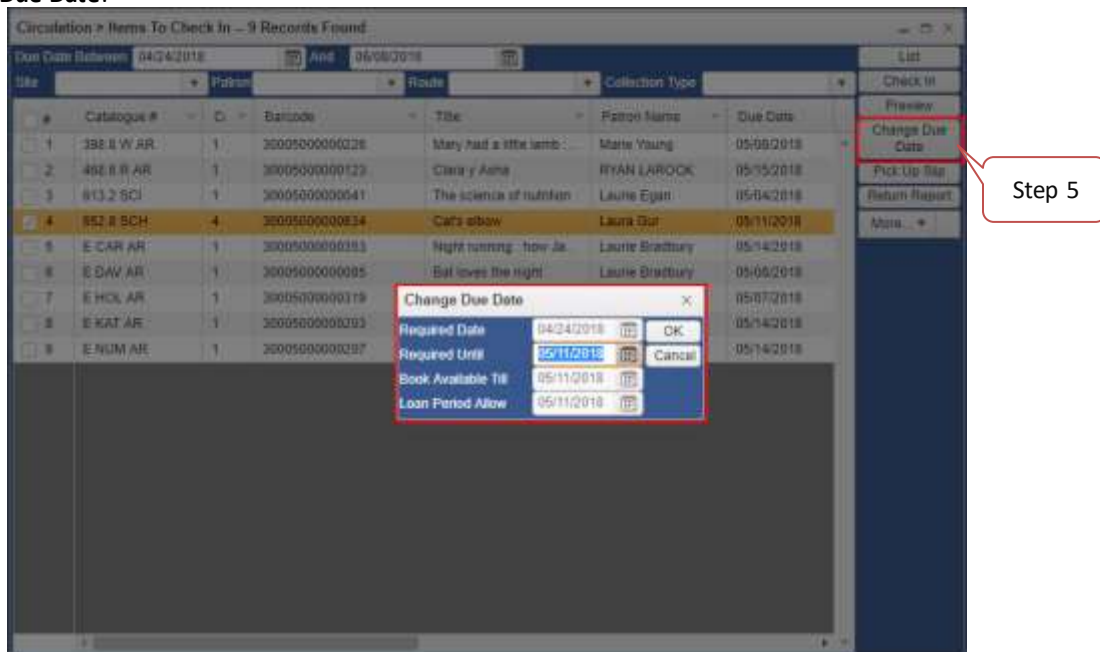 Due Date.
Circulation > Items To Check In – 9 Records Found
Due Date Between 04/24/2018 And 06/08/2018 List
Site Patron Route Collection Type Check In
Preview
# Catalogue # C. Barcode Title Patron Name Due Date
Change Due Date
1 398.8 W AR 1 30005000000228 Mary had a little lamb : Marie Young 05/08/2018
2 468.6 R AR 1 30005000000123 Clara y Asha RYAN LAROCK 05/15/2018 Pick Up Slip
3 613.2 SCI 1 30005000000041 The science of nutrition Laurie Egan 05/04/2018 Return Report
4 652.8 SCH 4 30005000000634 Cat's elbow Laura Gur 05/11/2018 More...
5 E CAR AR 1 30005000000353 Night running : how Ja... Laurie Bradbury 05/14/2018
6 E DAV AR 1 30005000000085 Bat loves the night Laurie Bradbury 05/08/2018
7 E HOL AR 1 30005000000319 05/07/2018
8 E KAT AR 1 30005000000293 05/14/2018
9 E NUM AR 1 30005000000297 05/14/2018
Change Due Date
Required Date 04/24/2018 OK
Required Until 05/11/2018 Cancel
Book Available Till 05/11/2018
Loan Period Allow 05/11/2018
Step 5